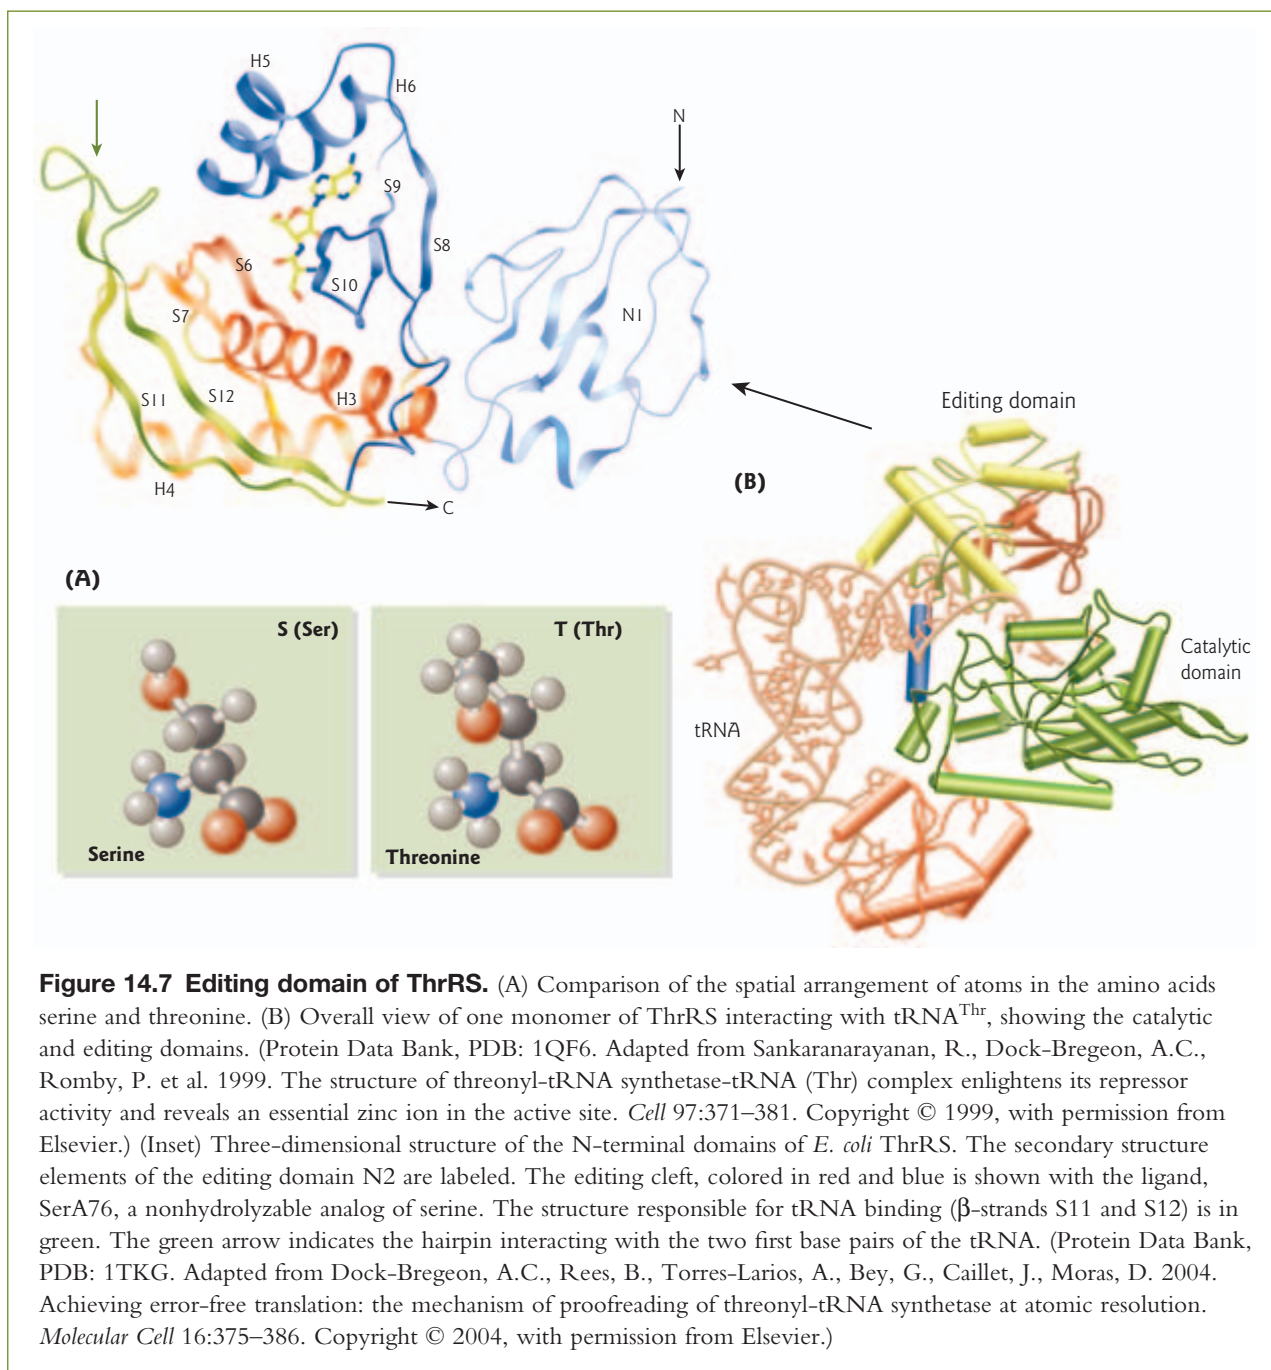 H5
H6
N
S9
S8
S6
S10
S7
N1
S11
S12
H3
H4
C
Editing domain
(B)
(A)
S (Ser)
T (Thr)
Catalytic
domain
tRNA
Serine
Threonine
Figure 14.7 Editing domain of ThrRS. (A) Comparison of the spatial arrangement of atoms in the amino acids
serine and threonine. (B) Overall view of one monomer of ThrRS interacting with tRNAᵀʰʳ, showing the catalytic
and editing domains. (Protein Data Bank, PDB: 1QF6. Adapted from Sankaranarayanan, R., Dock-Bregeon, A.C.,
Romby, P. et al. 1999. The structure of threonyl-tRNA synthetase-tRNA (Thr) complex enlightens its repressor
activity and reveals an essential zinc ion in the active site. Cell 97:371–381. Copyright © 1999, with permission from
Elsevier.) (Inset) Three-dimensional structure of the N-terminal domains of E. coli ThrRS. The secondary structure
elements of the editing domain N2 are labeled. The editing cleft, colored in red and blue is shown with the ligand,
SerA76, a nonhydrolyzable analog of serine. The structure responsible for tRNA binding (β-strands S11 and S12) is in
green. The green arrow indicates the hairpin interacting with the two first base pairs of the tRNA. (Protein Data Bank,
PDB: 1TKG. Adapted from Dock-Bregeon, A.C., Rees, B., Torres-Larios, A., Bey, G., Caillet, J., Moras, D. 2004.
Achieving error-free translation: the mechanism of proofreading of threonyl-tRNA synthetase at atomic resolution.
Molecular Cell 16:375–386. Copyright © 2004, with permission from Elsevier.)